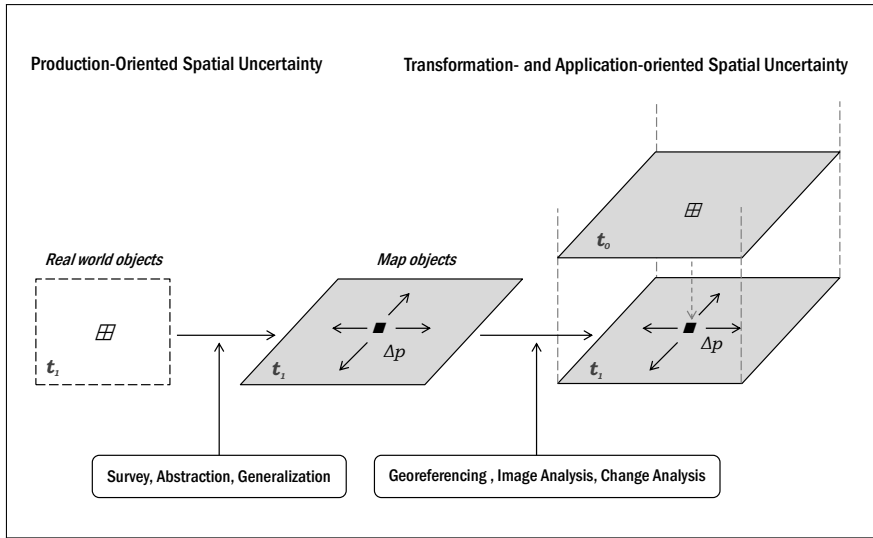 Production-Oriented Spatial Uncertainty
Transformation- and Application-oriented Spatial Uncertainty
Real world objects
Map objects
t₀
Δp
Δp
t₁
t₁
t₁
Survey, Abstraction, Generalization
Georeferencing , Image Analysis, Change Analysis